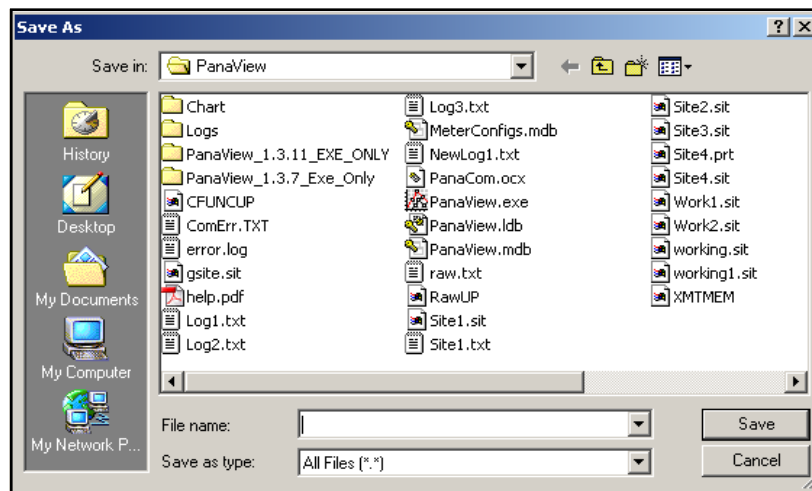 Save As
Save in: PanaView
History
Desktop
My Documents
My Computer
My Network P...
Chart
Logs
PanaView_1.3.11_EXE_ONLY
PanaView_1.3.7_Exe_Only
CFUNCUP
ComErr.TXT
error.log
gsite.sit
help.pdf
Log1.txt
Log2.txt
Log3.txt
MeterConfigs.mdb
NewLog1.txt
PanaCom.ocx
PanaView.exe
PanaView.ldb
PanaView.mdb
raw.txt
RawUP
Site1.sit
Site1.txt
Site2.sit
Site3.sit
Site4.prt
Site4.sit
Work1.sit
Work2.sit
working.sit
working1.sit
XMTMEM
File name:
Save
Save as type: All Files (*.*)
Cancel